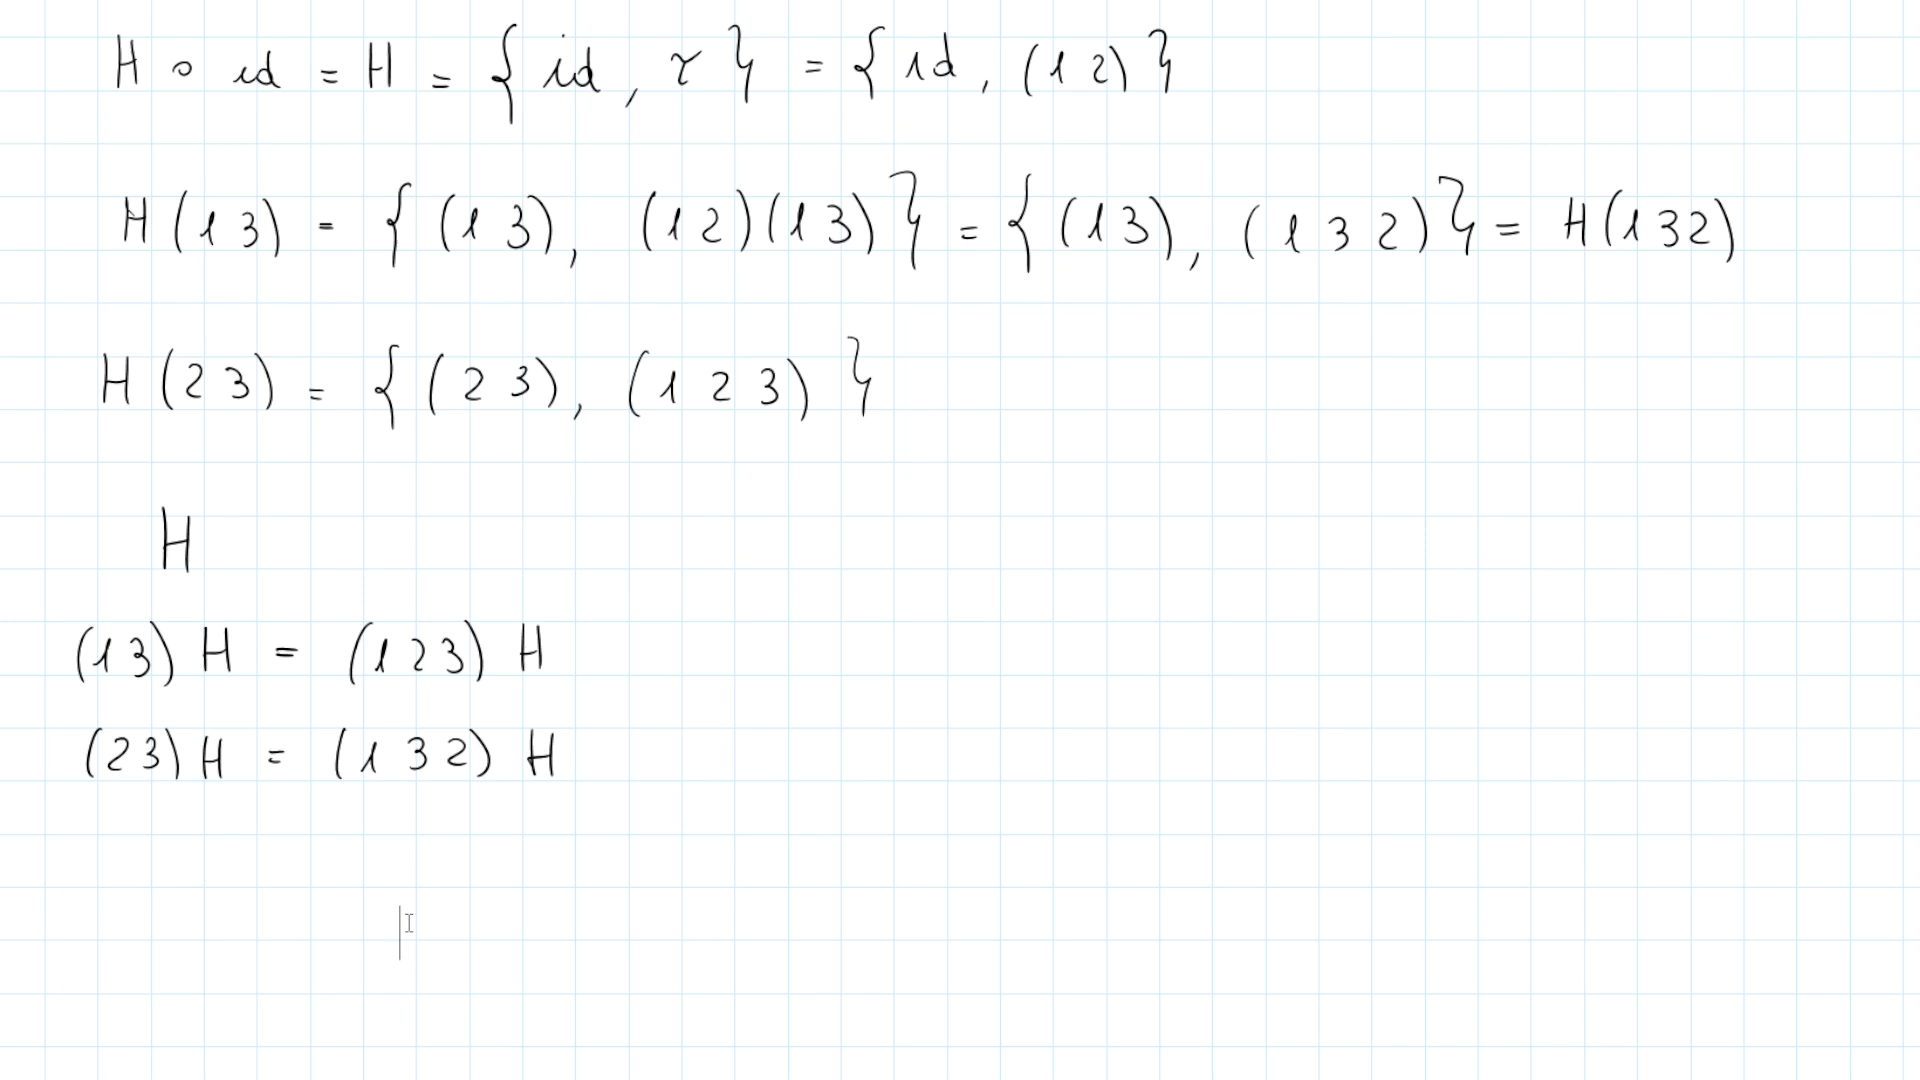 H ∘ id = H = { id , τ } = { id , (1 2) }
H (1 3) = { (1 3), (1 2)(1 3) } = { (1 3), (1 3 2) } = H(1 3 2)
H (2 3) = { (2 3), (1 2 3) }
H
(1 3) H = (1 2 3) H
(2 3) H = (1 3 2) H